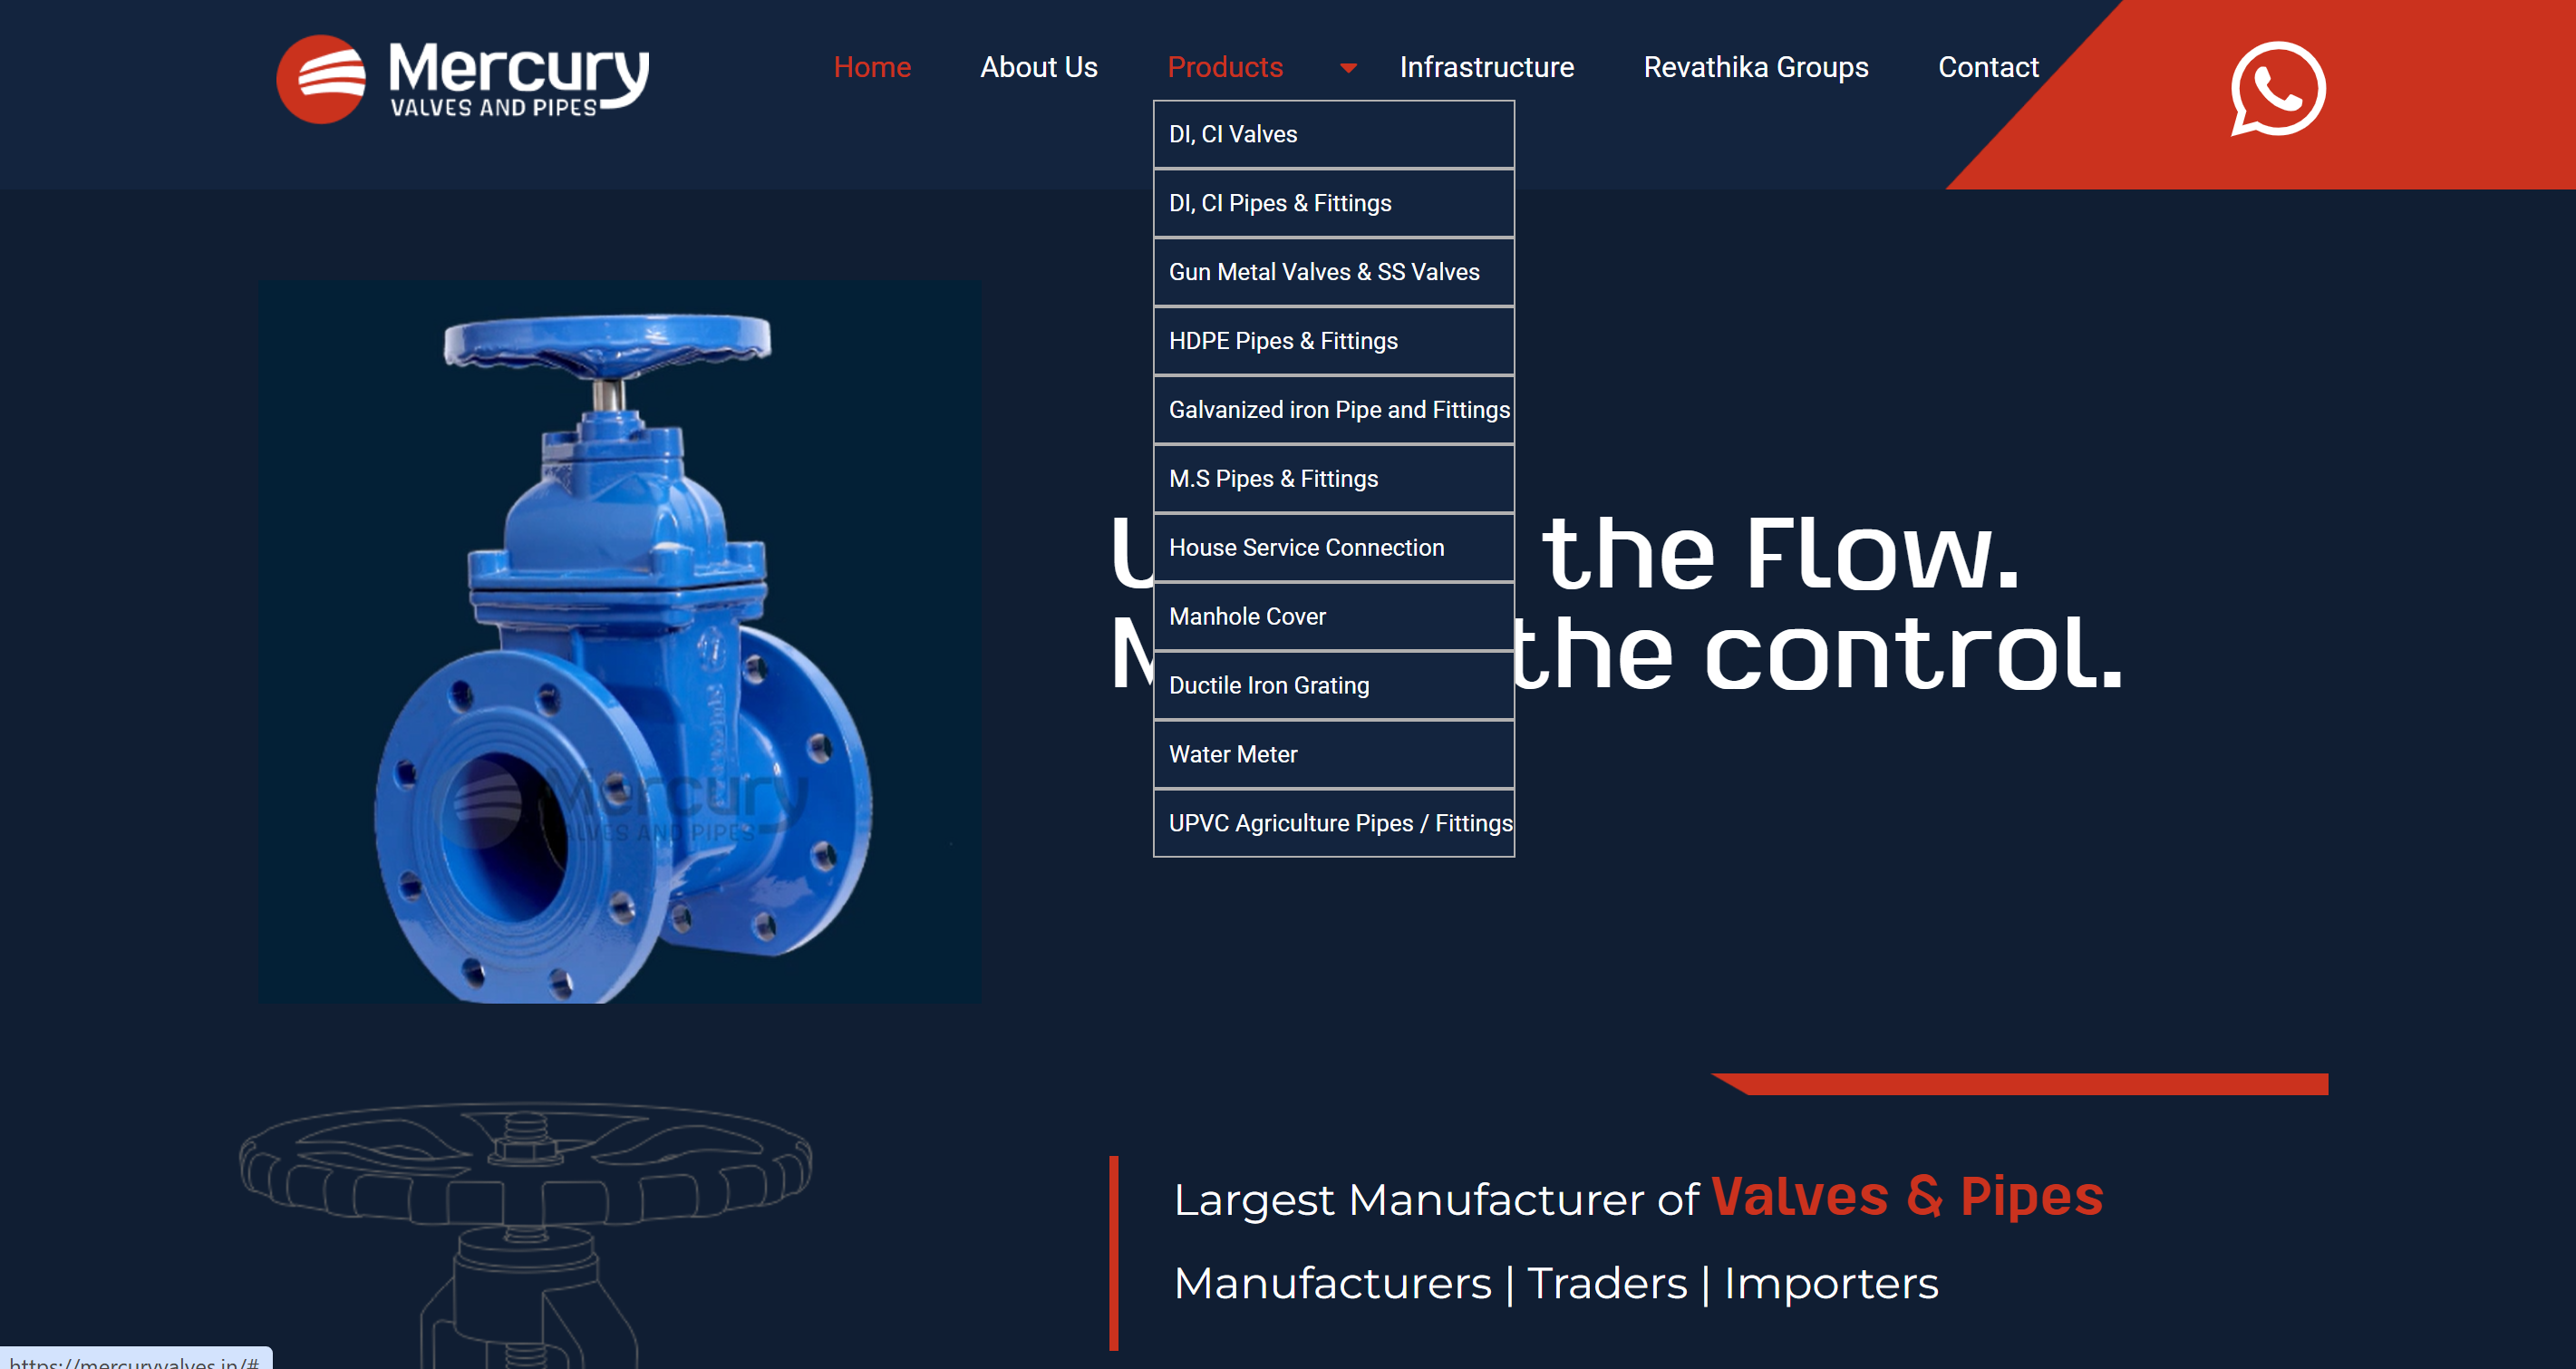 Mercury
VALVES AND PIPES
Home
About Us
Products
Infrastructure
Revathika Groups
Contact
DI, CI Valves
DI, CI Pipes & Fittings
Gun Metal Valves & SS Valves
HDPE Pipes & Fittings
Galvanized iron Pipe and Fittings
M.S Pipes & Fittings
House Service Connection
Manhole Cover
Ductile Iron Grating
Water Meter
UPVC Agriculture Pipes / Fittings
the Flow.
the control.
Mercury
VALVES AND PIPES
Largest Manufacturer of Valves & Pipes
Manufacturers | Traders | Importers
https://mercuryvalves.in/#